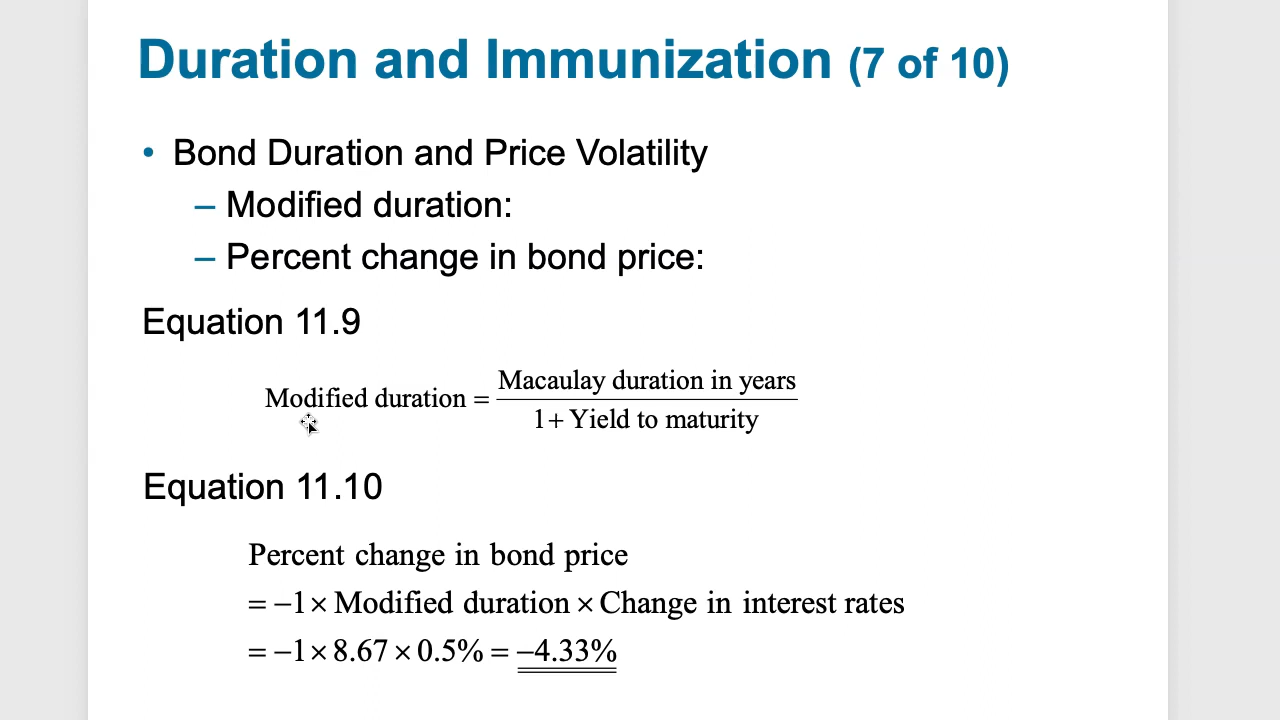 Duration and Immunization (7 of 10)
• Bond Duration and Price Volatility
– Modified duration:
– Percent change in bond price:
Equation 11.9
Modified duration = Macaulay duration in years / 1+ Yield to maturity
Equation 11.10
Percent change in bond price
= −1 × Modified duration × Change in interest rates
= −1 × 8.67 × 0.5% = −4.33%